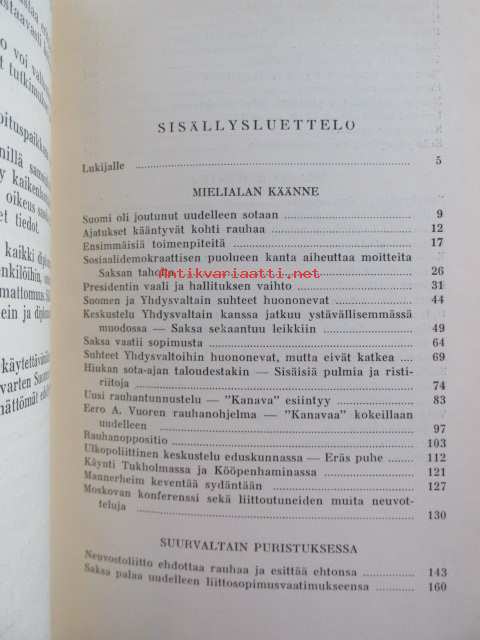 SISÄLLYSLUETTELO
Lukijalle 5
MIELIALAN KÄÄNNE
Suomi oli joutunut uudelleen sotaan 9
Ajatukset kääntyvät kohti rauhaa 12
Ensimmäisiä toimenpiteitä 17
Sosiaalidemokraattisen puolueen kanta aiheuttaa moitteita
Saksan taholta 26
Antikvariaatti.net
Presidentin vaali ja hallituksen vaihto 31
Suomen ja Yhdysvaltain suhteet huononevat 44
Keskustelu Yhdysvaltain kanssa jatkuu ystävällisemmässä
muodossa — Saksa sekaantuu leikkiin 49
Saksa vaatii sopimusta 64
Suhteet Yhdysvaltoihin huononevat, mutta eivät katkea 69
Hiukan sota-ajan taloudestakin — Sisäisiä pulmia ja risti-
riitoja 74
Uusi rauhantunnustelu — "Kanava" esiintyy 83
Eero A. Vuoren rauhanohjelma — "Kanavaa" kokeillaan
uudelleen 97
Rauhanoppositio 103
Ulkopoliittinen keskustelu eduskunnassa — Eräs puhe 112
Käynti Tukholmassa ja Kööpenhaminassa 121
Mannerheim keventää sydäntään 127
Moskovan konferenssi sekä liittoutuneiden muita neuvot-
teluja 130
SUURVALTAIN PURISTUKSESSA
Neuvostoliitto ehdottaa rauhaa ja esittää ehtonsa 143
Saksa palaa uudelleen liittosopimusvaatimukseensa 160